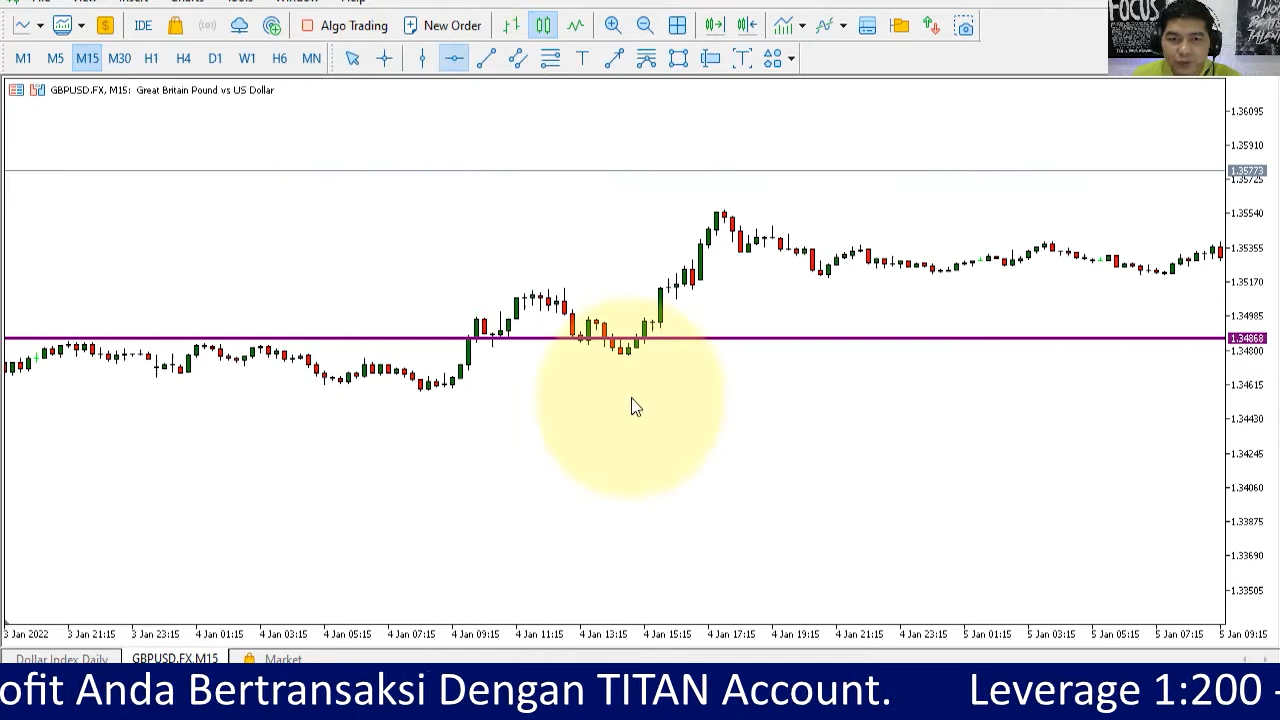 IDE Algo Trading New Order
FOCUS
M1 M5 M15 M30 H1 H4 D1 W1 H6 MN
GBPUSD.FX, M15: Great Britain Pound vs US Dollar
1.36095
1.35910
1.35773
1.35725
1.35540
1.35355
1.35170
1.34985
1.34868
1.34800
1.34615
1.34430
1.34245
1.34060
1.33875
1.33690
1.33505
3 Jan 2022 3 Jan 21:15 3 Jan 23:15 4 Jan 01:15 4 Jan 03:15 4 Jan 05:15 4 Jan 07:15 4 Jan 09:15 4 Jan 11:15 4 Jan 13:15 4 Jan 15:15 4 Jan 17:15 4 Jan 19:15 4 Jan 21:15 4 Jan 23:15 5 Jan 01:15 5 Jan 03:15 5 Jan 05:15 5 Jan 07:15 5 Jan 09:15
Dollar Index Daily GBPUSD.FX,M15 Market
ofit Anda Bertransaksi Dengan TITAN Account. Leverage 1:200 -